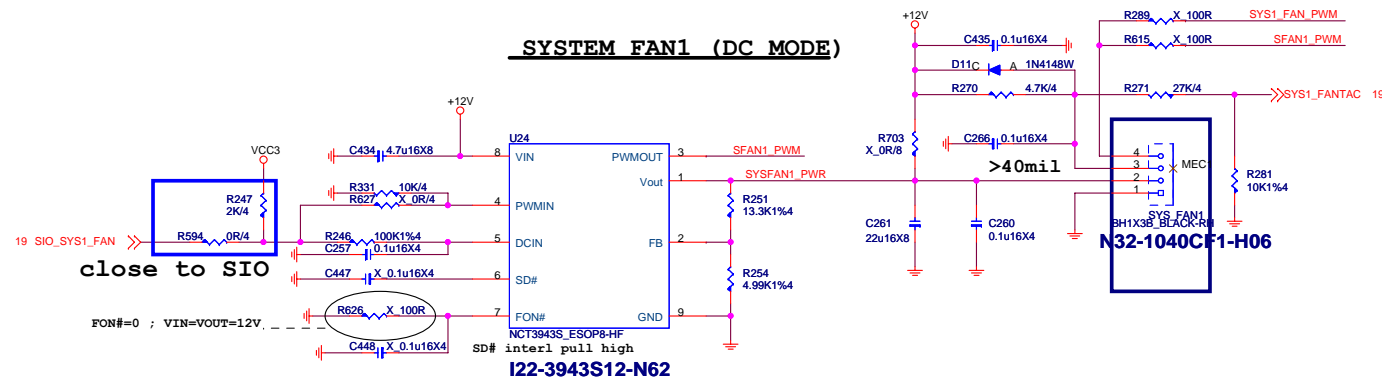 SYSTEM FAN1 (DC MODE)
+12V
R289 X_100R SYS1_FAN_PWM
R615 X_100R SFAN1_PWM
C435 0.1u16X4
D11 C A 1N4148W
R270 4.7K/4
R271 27K/4 SYS1_FANTAC 19
+12V
U24
C434 4.7u16X8
8 VIN
PWMOUT 3 SFAN1_PWM
R703
X_0R/8
C266 0.1u16X4
>40mil
4
3
2
1
MEC1
R281
10K1%4
VCC3
R247
2K/4
R331 10K/4
R627 X_0R/4
4 PWMIN
Vout 1 SYSFAN1_PWR
R251
13.3K1%4
C261
22u16X8
C260
0.1u16X4
SYS_FAN1
BH1X3B_BLACK-RH
N32-1040CF1-H06
19 SIO_SYS1_FAN
R594 0R/4
R246 100K1%4
C257 0.1u16X4
5 DCIN
FB 2
close to SIO
C447 X_0.1u16X4
6 SD#
R254
4.99K1%4
R626 X_100R
7 FON#
GND 9
FON#=0 ; VIN=VOUT=12V
C448 X_0.1u16X4
NCT3943S_ESOP8-HF
SD# interl pull high
I22-3943S12-N62